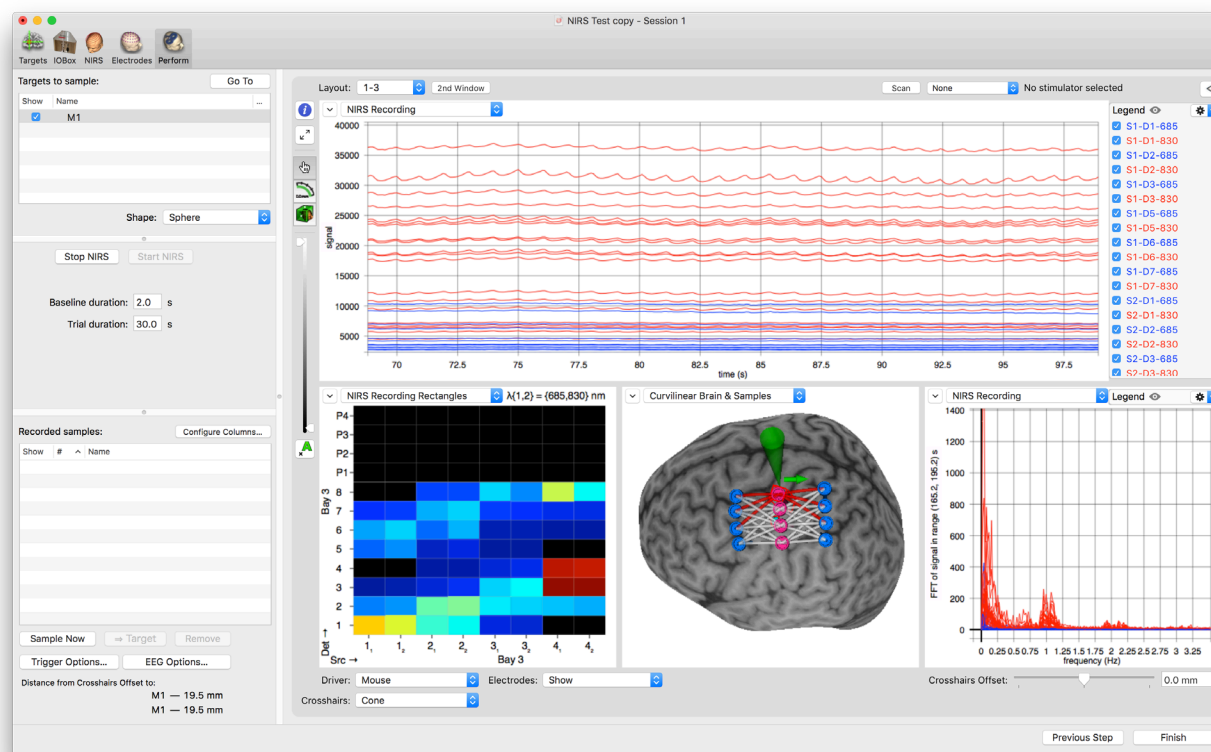 NIRS Test copy - Session 1
Targets IOBox NIRS Electrodes Perform
Targets to sample: Go To
Show Name ...
M1
Shape: Sphere
Stop NIRS Start NIRS
Baseline duration: 2.0 s
Trial duration: 30.0 s
Recorded samples: Configure Columns...
Show # Name
Sample Now ⇒ Target Remove
Trigger Options... EEG Options...
Distance from Crosshairs Offset to:
M1 — 19.5 mm
M1 — 19.5 mm
Layout: 1-3 2nd Window Scan None No stimulator selected
NIRS Recording
40000
35000
30000
25000
20000
15000
10000
5000
signal
70 72.5 75 77.5 80 82.5 85 87.5 90 92.5 95 97.5
time (s)
Legend
S1-D1-685
S1-D1-830
S1-D2-685
S1-D2-830
S1-D3-685
S1-D3-830
S1-D5-685
S1-D5-830
S1-D6-685
S1-D6-830
S1-D7-685
S1-D7-830
S2-D1-685
S2-D1-830
S2-D2-685
S2-D2-830
S2-D3-685
S2-D3-830
NIRS Recording Rectangles λ{1,2} = {685,830} nm
P4
P3
P2
P1
8
7
6
5
4
3
2
1
Bay 3
Det →
1₁ 1₂ 2₁ 2₂ 3₁ 3₂ 4₁ 4₂
Src → Bay 3
Curvilinear Brain & Samples
NIRS Recording Legend
1400
1200
1000
800
600
400
200
0
FFT of signal in range (165.2, 195.2) s
0 0.25 0.5 0.75 1 1.25 1.5 1.75 2 2.25 2.5 2.75 3 3.25
frequency (Hz)
Driver: Mouse Electrodes: Show
Crosshairs: Cone
Crosshairs Offset: 0.0 mm
Previous Step Finish